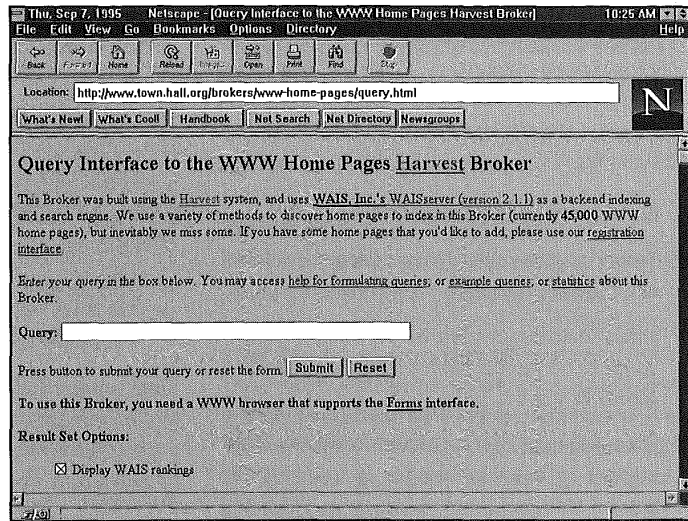 Thu, Sep 7, 1995 Netscape - [Query Interface to the WWW Home Pages Harvest Broker] 10:25 AM
File Edit View Go Bookmarks Options Directory Help
Back Forward Home Reload Open Print Find Stop
Location: http://www.town.hall.org/brokers/www-home-pages/query.html
N
What's New! What's Cool! Handbook Net Search Net Directory Newsgroups
Query Interface to the WWW Home Pages Harvest Broker
This Broker was built using the Harvest system, and uses WAIS, Inc.'s WAISserver (version 2.1.1) as a backend indexing
and search engine. We use a variety of methods to discover home pages to index in this Broker (currently 45,000 WWW
home pages), but inevitably we miss some. If you have some home pages that you'd like to add, please use our registration
interface.
Enter your query in the box below. You may access help for formulating queries; or example queries; or statistics about this
Broker.
Query:
Press button to submit your query or reset the form. Submit Reset
To use this Broker, you need a WWW browser that supports the Forms interface.
Result Set Options:
Display WAIS rankings